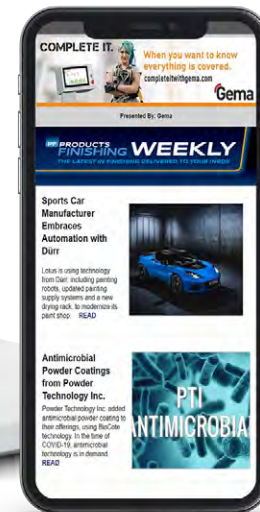 COMPLETE IT.
When you want to know
everything is covered.
completeitwithgema.com
Gema
Presented By: Gema
PF PRODUCTS
FINISHING WEEKLY
THE LATEST IN FINISHING DELIVERED TO YOUR INBOX
Sports Car
Manufacturer
Embraces
Automation with
Dürr
Lotus is using technology
from Dürr, including painting
robots, updated painting
supply systems and a new
drying rack, to modernize its
paint shop. READ
Antimicrobial
Powder Coatings
from Powder
Technology Inc.
Powder Technology Inc. added
antimicrobial powder coating to
their offerings, using BioCote
technology. In the time of
COVID-19, antimicrobial
technology is in demand.
READ
PTI
ANTIMICROBIAL